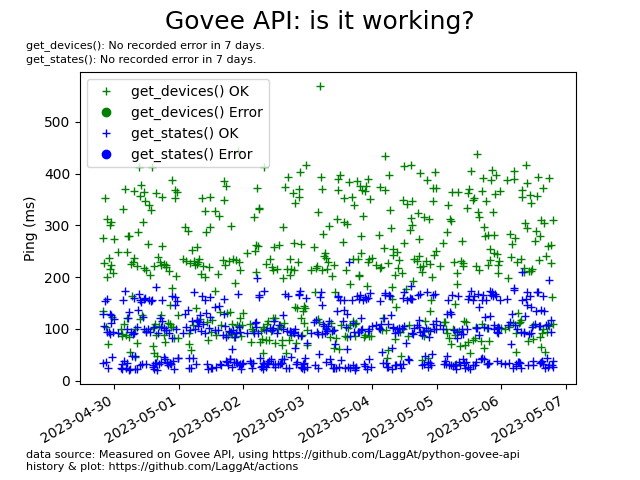 Govee API: is it working?
get_devices(): No recorded error in 7 days.
get_states(): No recorded error in 7 days.
get_devices() OK
get_devices() Error
get_states() OK
get_states() Error
Ping (ms)
500
400
300
200
100
0
2023-04-30
2023-05-01
2023-05-02
2023-05-03
2023-05-04
2023-05-05
2023-05-06
2023-05-07
data source: Measured on Govee API, using https://github.com/LaggAt/python-govee-api
history & plot: https://github.com/LaggAt/actions